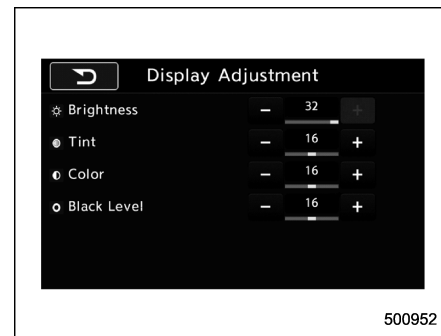 Display Adjustment
Brightness - 32 +
Tint - 16 +
Color - 16 +
Black Level - 16 +
500952